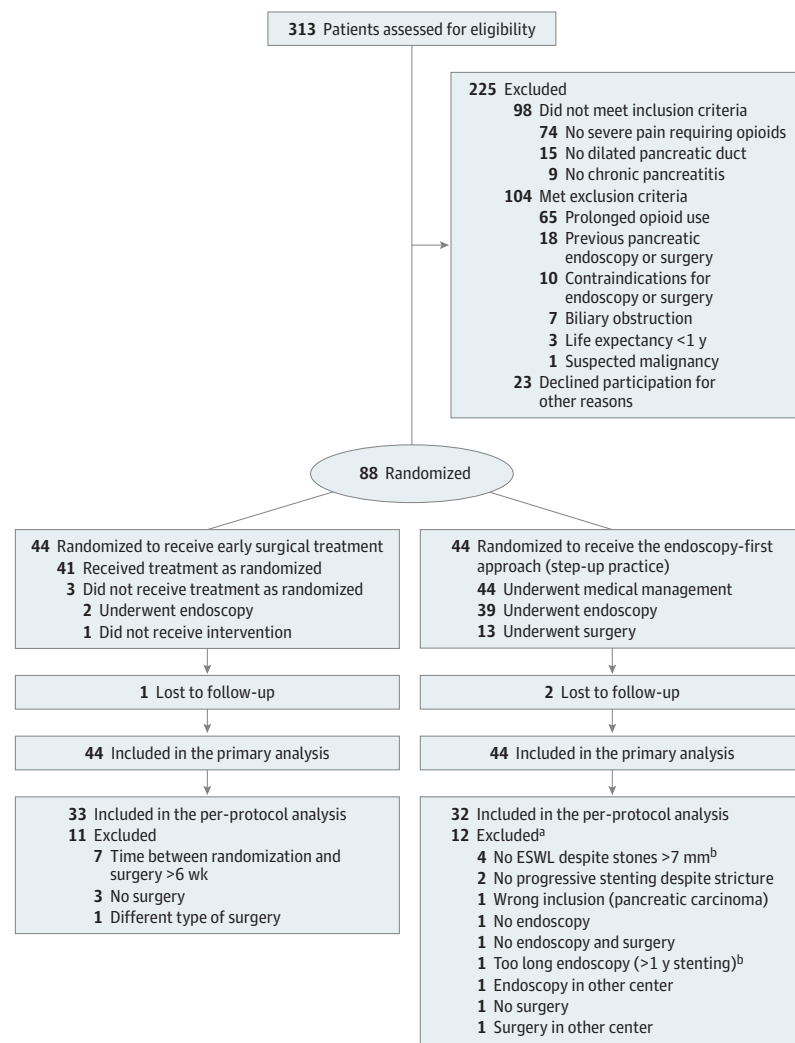 313 Patients assessed for eligibility
225 Excluded
98 Did not meet inclusion criteria
74 No severe pain requiring opioids
15 No dilated pancreatic duct
9 No chronic pancreatitis
104 Met exclusion criteria
65 Prolonged opioid use
18 Previous pancreatic
endoscopy or surgery
10 Contraindications for
endoscopy or surgery
7 Biliary obstruction
3 Life expectancy <1 y
1 Suspected malignancy
23 Declined participation for
other reasons
88 Randomized
44 Randomized to receive early surgical treatment
41 Received treatment as randomized
3 Did not receive treatment as randomized
2 Underwent endoscopy
1 Did not receive intervention
44 Randomized to receive the endoscopy-first
approach (step-up practice)
44 Underwent medical management
39 Underwent endoscopy
13 Underwent surgery
1 Lost to follow-up
2 Lost to follow-up
44 Included in the primary analysis
44 Included in the primary analysis
33 Included in the per-protocol analysis
11 Excluded
7 Time between randomization and
surgery >6 wk
3 No surgery
1 Different type of surgery
32 Included in the per-protocol analysis
12 Excludedᵃ
4 No ESWL despite stones >7 mmᵇ
2 No progressive stenting despite stricture
1 Wrong inclusion (pancreatic carcinoma)
1 No endoscopy
1 No endoscopy and surgery
1 Too long endoscopy (>1 y stenting)ᵇ
1 Endoscopy in other center
1 No surgery
1 Surgery in other center